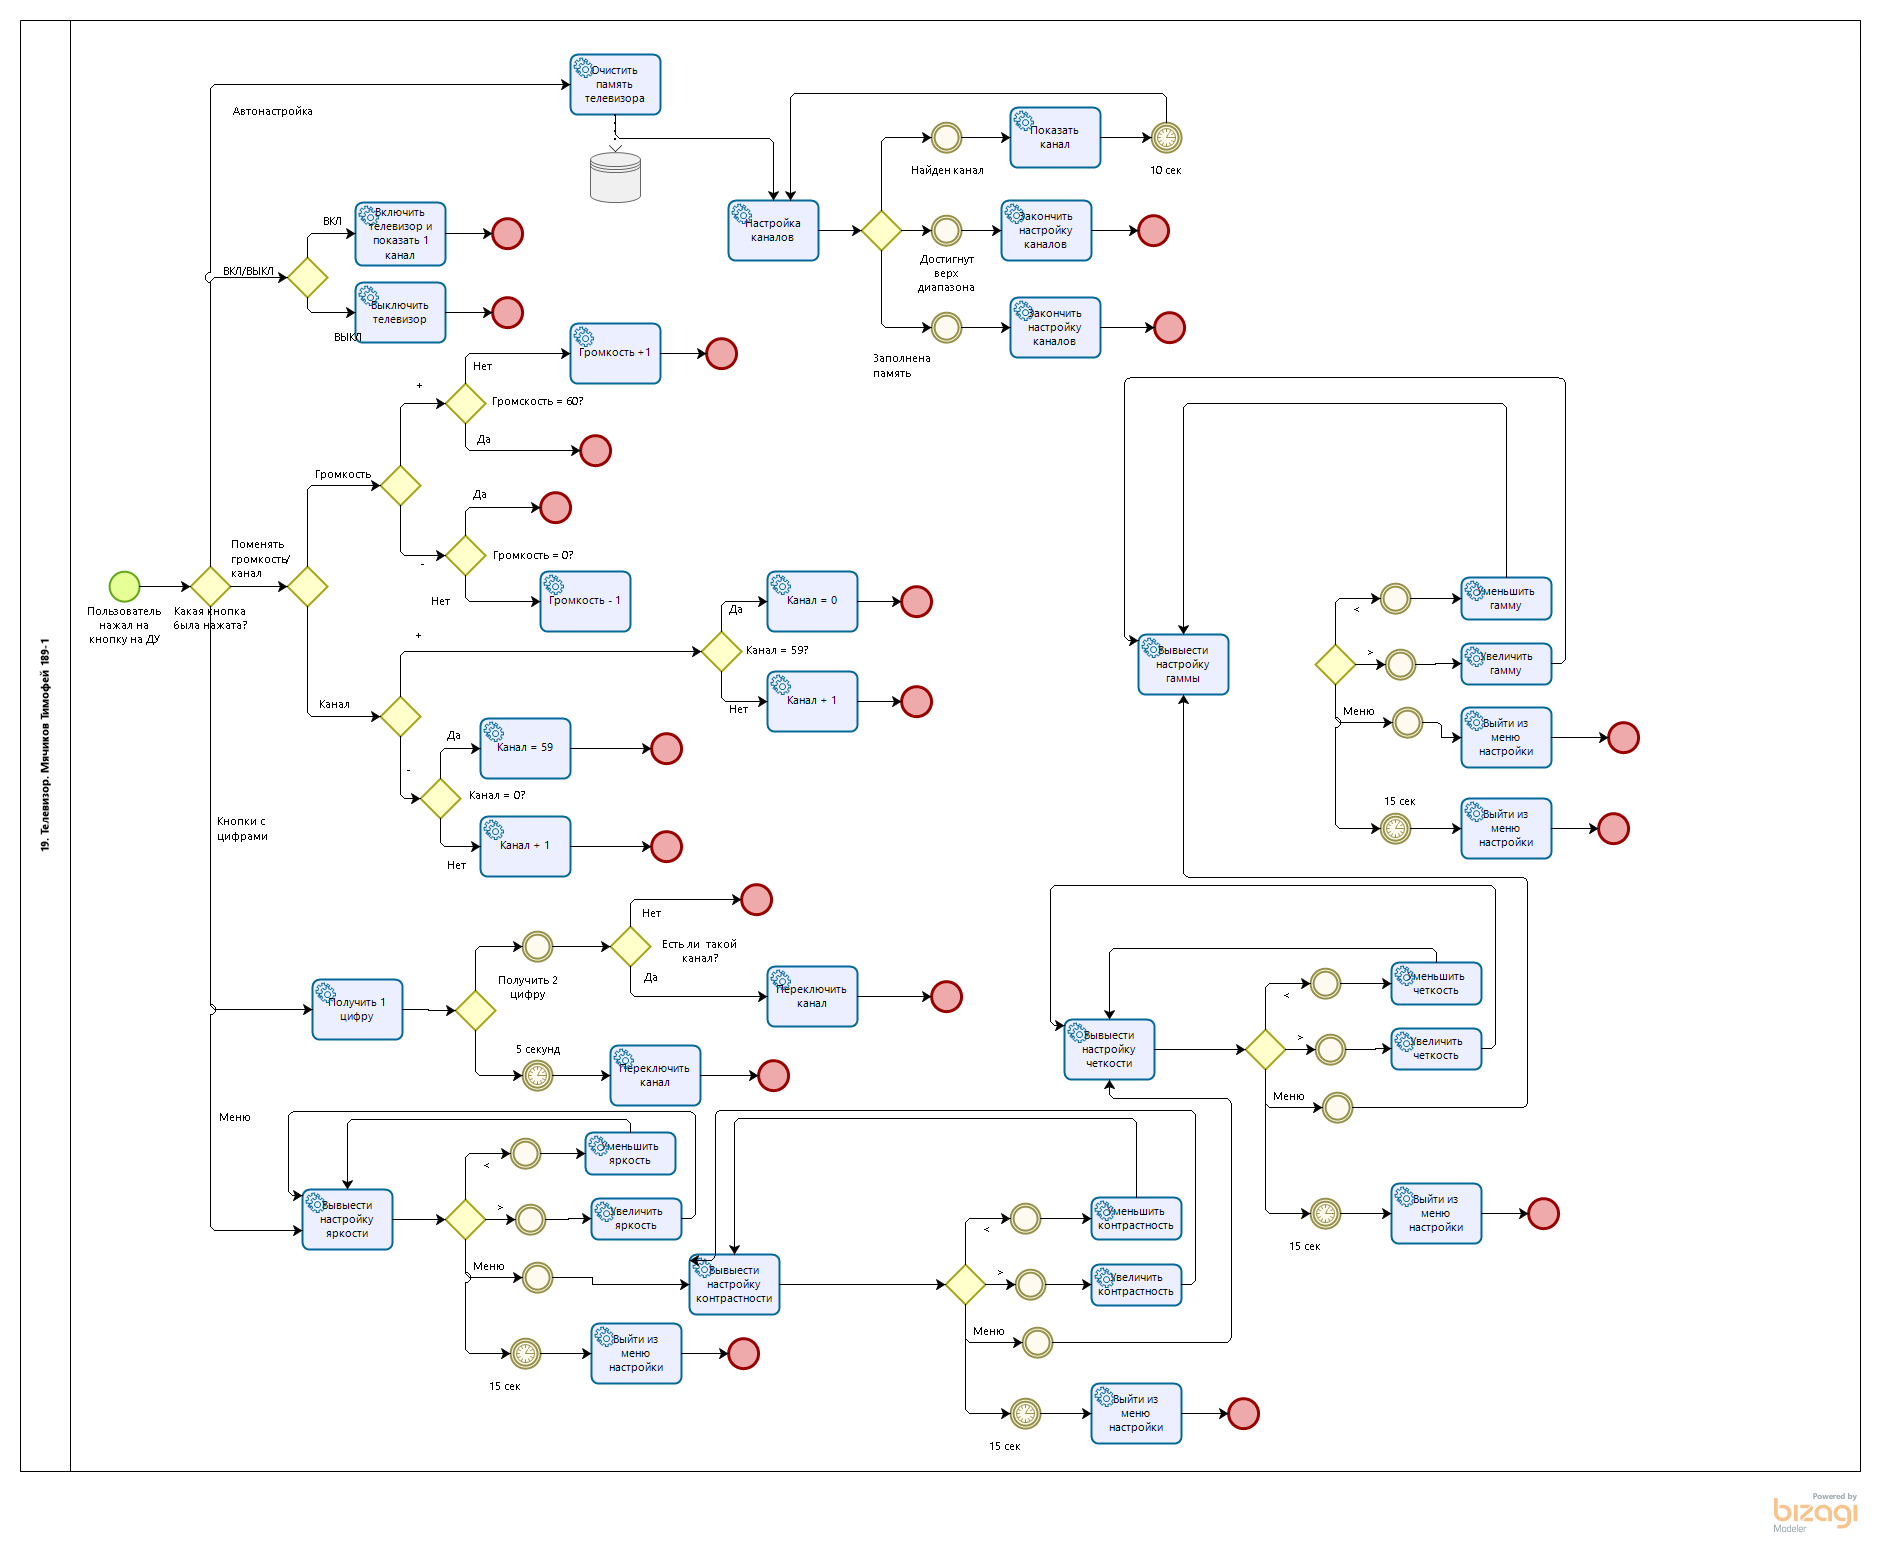 19. Телевизор. Мячиков Тимофей 189-1
Очистить
память
телевизора
Автонастройка
Показать
канал
Найден канал
10 сек
Настройка
каналов
Закончить
настройку
каналов
Достигнут
верх
диапазона
Закончить
настройку
каналов
Заполнена
память
ВКЛ
Включить
телевизор и
показать 1
канал
ВКЛ/ВЫКЛ
Выключить
телевизор
ВЫКЛ
Громкость +1
Нет
+
Громскость = 60?
Да
Громкость
Да
Громкость = 0?
-
Нет
Громкость - 1
Поменять
громкость/
канал
Пользователь
нажал на
кнопку на ДУ
Какая кнопка
была нажата?
+
Да
Канал = 0
Канал = 59?
Нет
Канал + 1
Канал
Да
Канал = 59
-
Канал = 0?
Канал + 1
Нет
Кнопки с
цифрами
Нет
Есть ли такой
канал?
Да
Получить 2
цифру
Переключить
канал
Получить 1
цифру
5 секунд
Переключить
канал
Меню
Вывыести
настройку
яркости
<
Уменьшить
яркость
>
Увеличить
яркость
Меню
15 сек
Выйти из
меню
настройки
Вывыести
настройку
контрастности
<
Уменьшить
контрастность
>
Увеличить
контрастность
Меню
15 сек
Выйти из
меню
настройки
Вывыести
настройку
четкости
<
Уменьшить
четкость
>
Увеличить
четкость
Меню
15 сек
Выйти из
меню
настройки
Вывыести
настройку
гаммы
<
Уменьшить
гамму
>
Увеличить
гамму
Меню
Выйти из
меню
настройки
15 сек
Выйти из
меню
настройки
Powered by
bizagi
Modeler